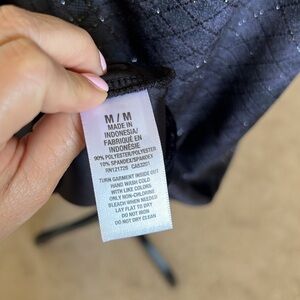 M / M
MADE IN
INDONESIA/
FABRIQUÉ EN
INDONÉSIE
90% POLYESTER/POLYESTER
10% SPANDEX/SPANDEX
RN121726 CA53201
TURN GARMENT INSIDE OUT
HAND WASH COLD
WITH LIKE COLORS
ONLY NON-CHLORINE
BLEACH WHEN NEEDED
LAY FLAT TO DRY
DO NOT IRON
DO NOT DRY CLEAN